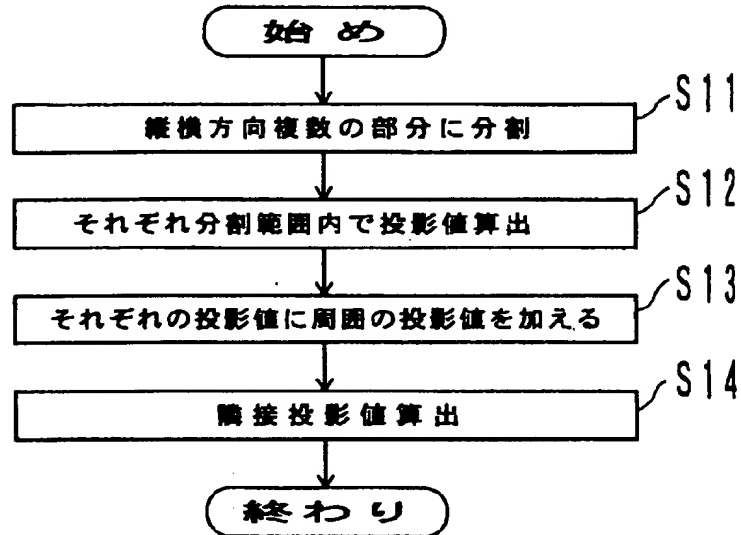 始め
S11
縦横方向複数の部分に分割
S12
それぞれ分割範囲内で投影値算出
S13
それぞれの投影値に周囲の投影値を加える
S14
隣接投影値算出
終わり